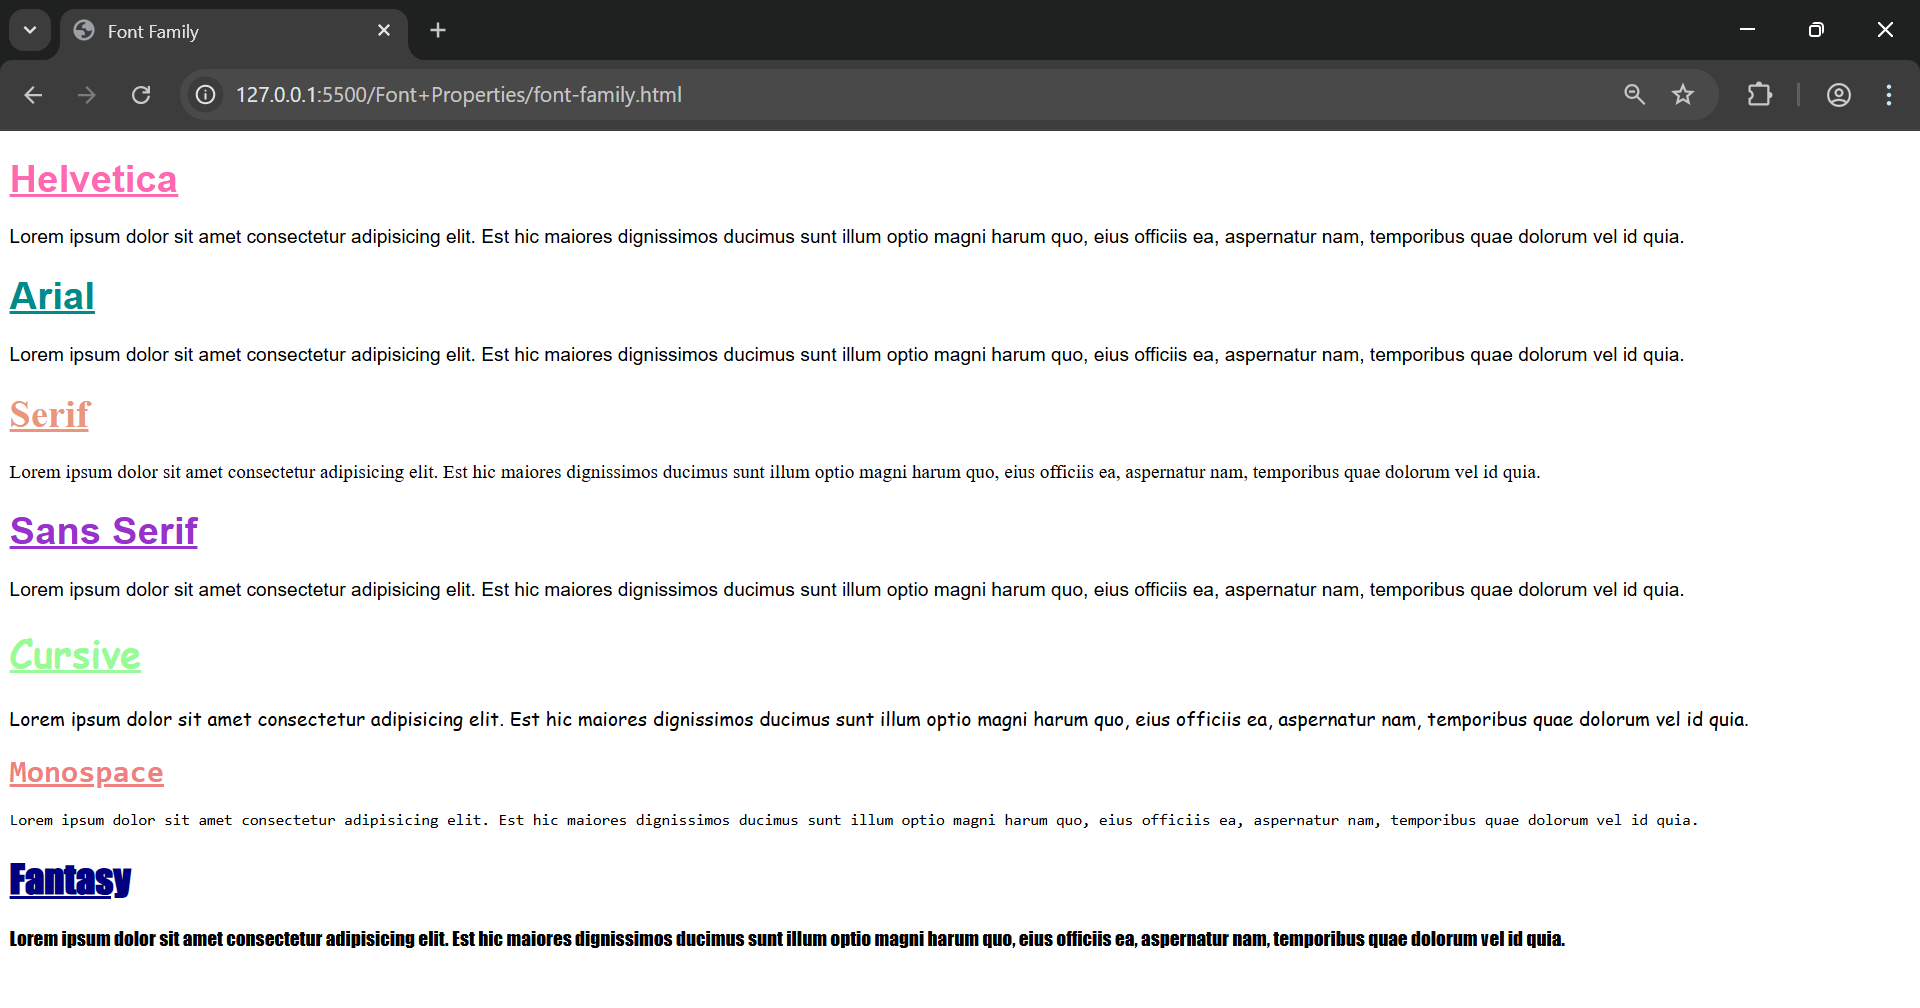 Font Family
127.0.0.1:5500/Font+Properties/font-family.html
Helvetica
Lorem ipsum dolor sit amet consectetur adipisicing elit. Est hic maiores dignissimos ducimus sunt illum optio magni harum quo, eius officiis ea, aspernatur nam, temporibus quae dolorum vel id quia.
Arial
Lorem ipsum dolor sit amet consectetur adipisicing elit. Est hic maiores dignissimos ducimus sunt illum optio magni harum quo, eius officiis ea, aspernatur nam, temporibus quae dolorum vel id quia.
Serif
Lorem ipsum dolor sit amet consectetur adipisicing elit. Est hic maiores dignissimos ducimus sunt illum optio magni harum quo, eius officiis ea, aspernatur nam, temporibus quae dolorum vel id quia.
Sans Serif
Lorem ipsum dolor sit amet consectetur adipisicing elit. Est hic maiores dignissimos ducimus sunt illum optio magni harum quo, eius officiis ea, aspernatur nam, temporibus quae dolorum vel id quia.
Cursive
Lorem ipsum dolor sit amet consectetur adipisicing elit. Est hic maiores dignissimos ducimus sunt illum optio magni harum quo, eius officiis ea, aspernatur nam, temporibus quae dolorum vel id quia.
Monospace
Lorem ipsum dolor sit amet consectetur adipisicing elit. Est hic maiores dignissimos ducimus sunt illum optio magni harum quo, eius officiis ea, aspernatur nam, temporibus quae dolorum vel id quia.
Fantasy
Lorem ipsum dolor sit amet consectetur adipisicing elit. Est hic maiores dignissimos ducimus sunt illum optio magni harum quo, eius officiis ea, aspernatur nam, temporibus quae dolorum vel id quia.